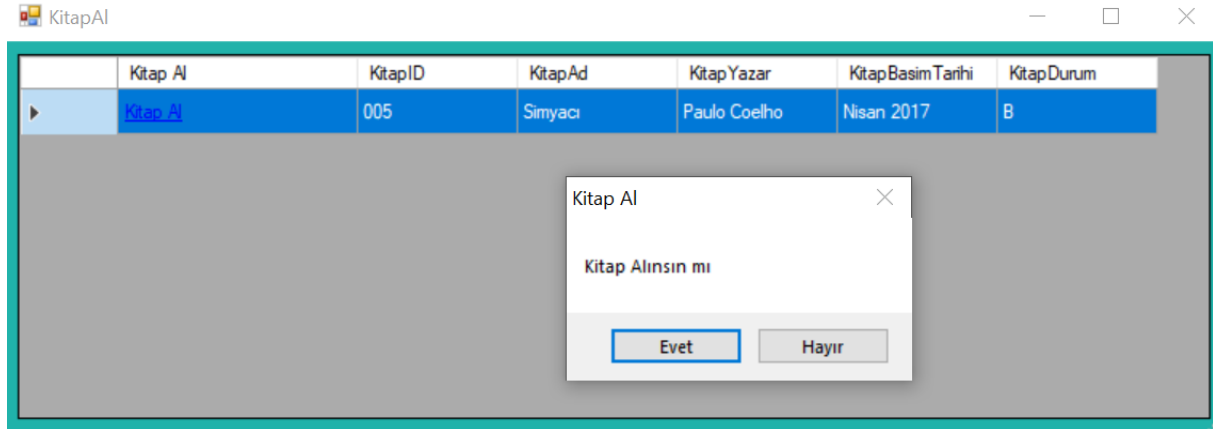 KitapAl
Kitap Al KitapID KitapAd KitapYazar KitapBasimTarihi KitapDurum
Kitap Al 005 Simyacı Paulo Coelho Nisan 2017 B
Kitap Al
Kitap Alınsın mı
Evet Hayır